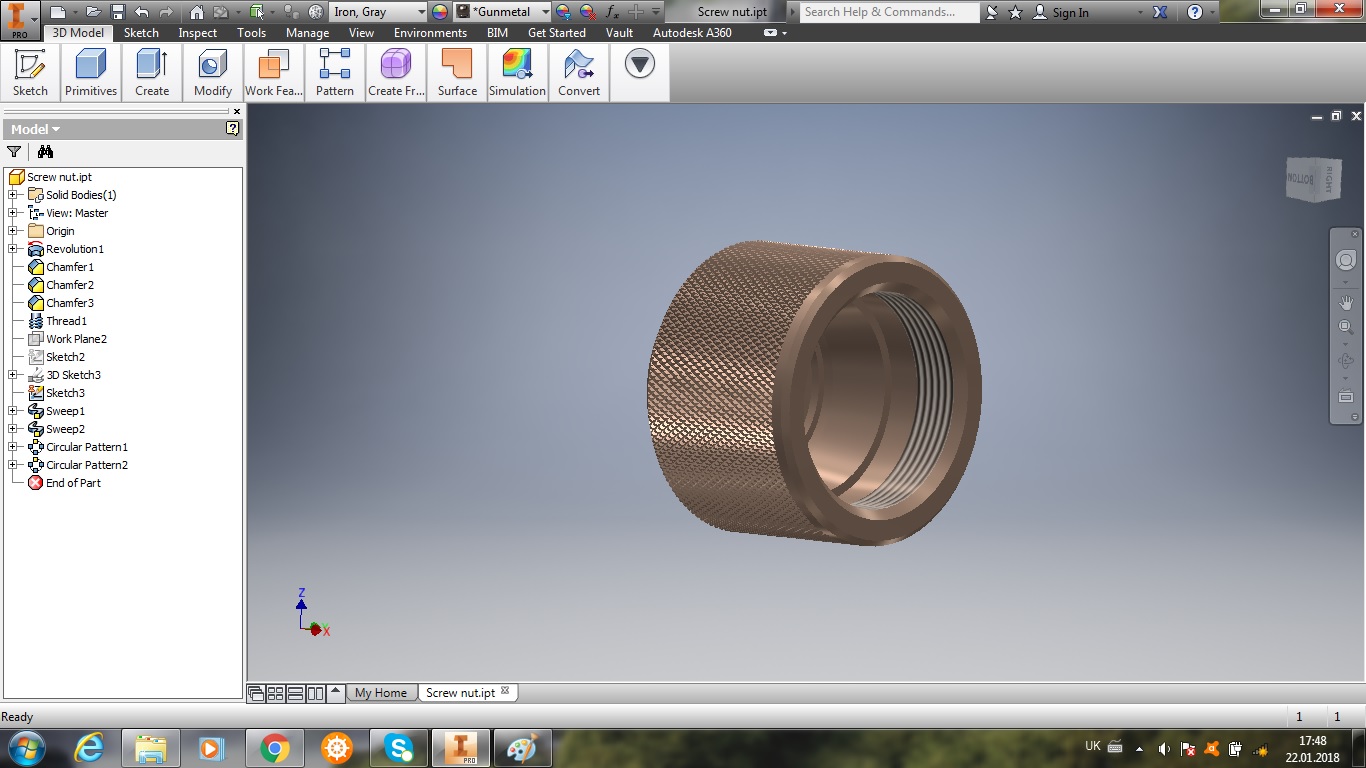 Iron, Gray
*Gunmetal
Screw nut.ipt
Search Help & Commands...
Sign In
PRO
3D Model
Sketch
Inspect
Tools
Manage
View
Environments
BIM
Get Started
Vault
Autodesk A360
Sketch
Primitives
Create
Modify
Work Fea...
Pattern
Create Fr...
Surface
Simulation
Convert
Model
Screw nut.ipt
Solid Bodies(1)
View: Master
Origin
Revolution1
Chamfer1
Chamfer2
Chamfer3
Thread1
Work Plane2
Sketch2
3D Sketch3
Sketch3
Sweep1
Sweep2
Circular Pattern1
Circular Pattern2
End of Part
BOTTOM
RIGHT
Z
Y
X
My Home
Screw nut.ipt
Ready
1
1
PRO
UK
17:48
22.01.2018